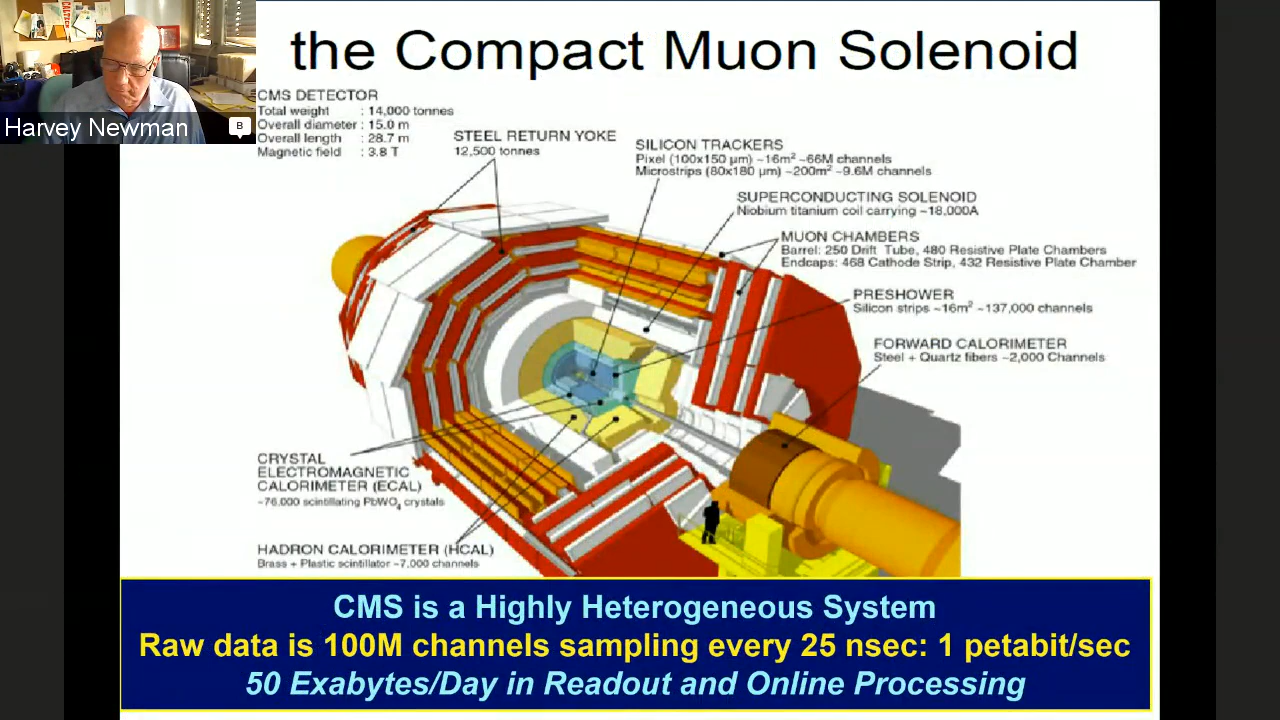 the Compact Muon Solenoid
Harvey Newman
B
CMS DETECTOR
Total weight : 14,000 tonnes
Overall diameter : 15.0 m
Overall length : 28.7 m
Magnetic field : 3.8 T
STEEL RETURN YOKE
12,500 tonnes
SILICON TRACKERS
Pixel (100x150 μm) ~16m² ~66M channels
Microstrips (80x180 μm) ~200m² ~9.6M channels
SUPERCONDUCTING SOLENOID
Niobium titanium coil carrying ~18,000A
MUON CHAMBERS
Barrel: 250 Drift Tube, 480 Resistive Plate Chambers
Endcaps: 468 Cathode Strip, 432 Resistive Plate Chamber
PRESHOWER
Silicon strips ~16m² ~137,000 channels
FORWARD CALORIMETER
Steel + Quartz fibers ~2,000 Channels
CRYSTAL
ELECTROMAGNETIC
CALORIMETER (ECAL)
~76,000 scintillating PbWO₄ crystals
HADRON CALORIMETER (HCAL)
Brass + Plastic scintillator ~7,000 channels
CMS is a Highly Heterogeneous System
Raw data is 100M channels sampling every 25 nsec: 1 petabit/sec
50 Exabytes/Day in Readout and Online Processing